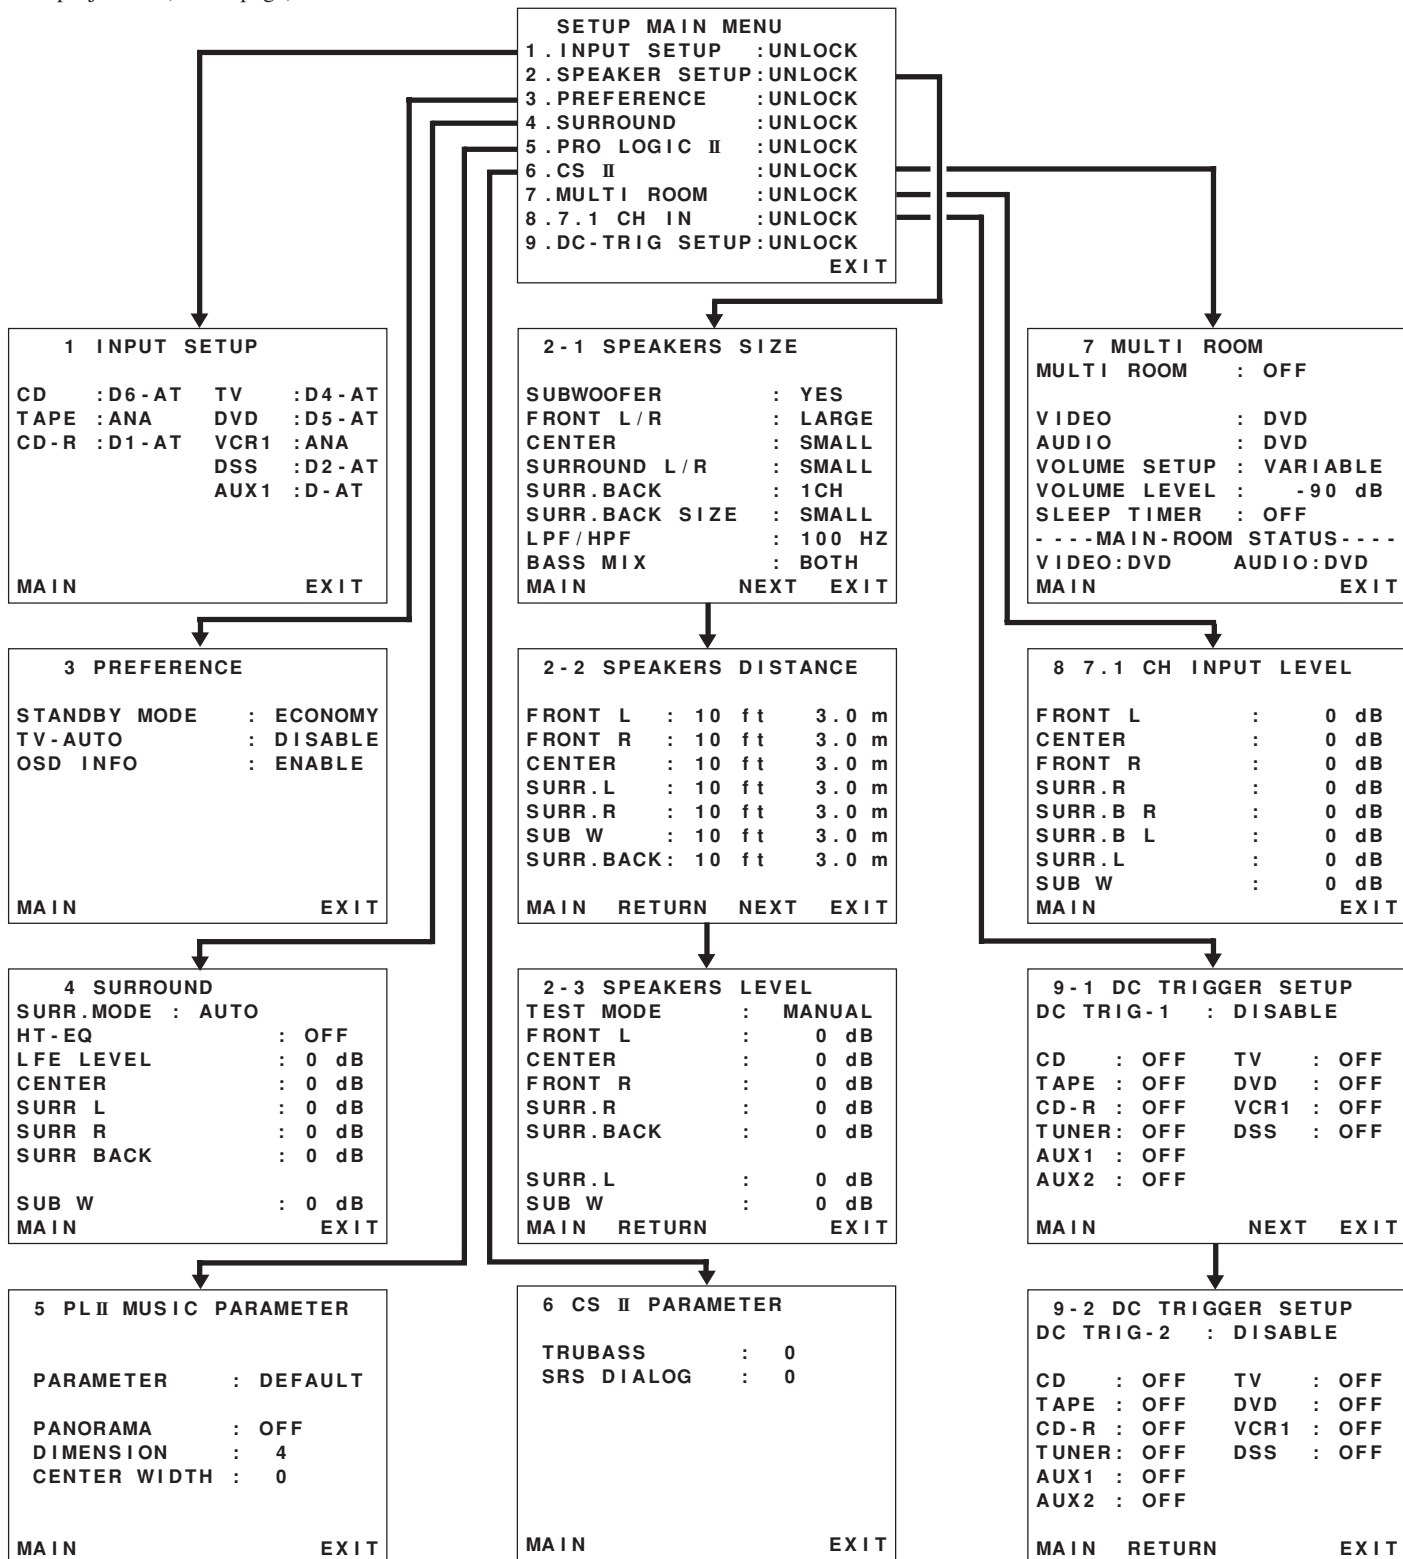 SETUP MAIN MENU
1.INPUT SETUP :UNLOCK
2.SPEAKER SETUP:UNLOCK
3.PREFERENCE :UNLOCK
4.SURROUND :UNLOCK
5.PRO LOGIC II :UNLOCK
6.CS II :UNLOCK
7.MULTI ROOM :UNLOCK
8.7.1 CH IN :UNLOCK
9.DC-TRIG SETUP:UNLOCK
EXIT
1 INPUT SETUP
CD :D6-AT TV :D4-AT
TAPE :ANA DVD :D5-AT
CD-R :D1-AT VCR1 :ANA
DSS :D2-AT
AUX1 :D-AT
MAIN EXIT
2-1 SPEAKERS SIZE
SUBWOOFER : YES
FRONT L/R : LARGE
CENTER : SMALL
SURROUND L/R : SMALL
SURR.BACK : 1CH
SURR.BACK SIZE : SMALL
LPF/HPF : 100 HZ
BASS MIX : BOTH
MAIN NEXT EXIT
7 MULTI ROOM
MULTI ROOM : OFF
VIDEO : DVD
AUDIO : DVD
VOLUME SETUP : VARIABLE
VOLUME LEVEL : -90 dB
SLEEP TIMER : OFF
----MAIN-ROOM STATUS----
VIDEO:DVD AUDIO:DVD
MAIN EXIT
3 PREFERENCE
STANDBY MODE : ECONOMY
TV-AUTO : DISABLE
OSD INFO : ENABLE
MAIN EXIT
2-2 SPEAKERS DISTANCE
FRONT L : 10 ft 3.0 m
FRONT R : 10 ft 3.0 m
CENTER : 10 ft 3.0 m
SURR.L : 10 ft 3.0 m
SURR.R : 10 ft 3.0 m
SUB W : 10 ft 3.0 m
SURR.BACK: 10 ft 3.0 m
MAIN RETURN NEXT EXIT
8 7.1 CH INPUT LEVEL
FRONT L : 0 dB
CENTER : 0 dB
FRONT R : 0 dB
SURR.R : 0 dB
SURR.B R : 0 dB
SURR.B L : 0 dB
SURR.L : 0 dB
SUB W : 0 dB
MAIN EXIT
4 SURROUND
SURR.MODE : AUTO
HT-EQ : OFF
LFE LEVEL : 0 dB
CENTER : 0 dB
SURR L : 0 dB
SURR R : 0 dB
SURR BACK : 0 dB
SUB W : 0 dB
MAIN EXIT
2-3 SPEAKERS LEVEL
TEST MODE : MANUAL
FRONT L : 0 dB
CENTER : 0 dB
FRONT R : 0 dB
SURR.R : 0 dB
SURR.BACK : 0 dB
SURR.L : 0 dB
SUB W : 0 dB
MAIN RETURN EXIT
9-1 DC TRIGGER SETUP
DC TRIG-1 : DISABLE
CD : OFF TV : OFF
TAPE : OFF DVD : OFF
CD-R : OFF VCR1 : OFF
TUNER: OFF DSS : OFF
AUX1 : OFF
AUX2 : OFF
MAIN NEXT EXIT
5 PLII MUSIC PARAMETER
PARAMETER : DEFAULT
PANORAMA : OFF
DIMENSION : 4
CENTER WIDTH : 0
MAIN EXIT
6 CS II PARAMETER
TRUBASS : 0
SRS DIALOG : 0
MAIN EXIT
9-2 DC TRIGGER SETUP
DC TRIG-2 : DISABLE
CD : OFF TV : OFF
TAPE : OFF DVD : OFF
CD-R : OFF VCR1 : OFF
TUNER: OFF DSS : OFF
AUX1 : OFF
AUX2 : OFF
MAIN RETURN EXIT